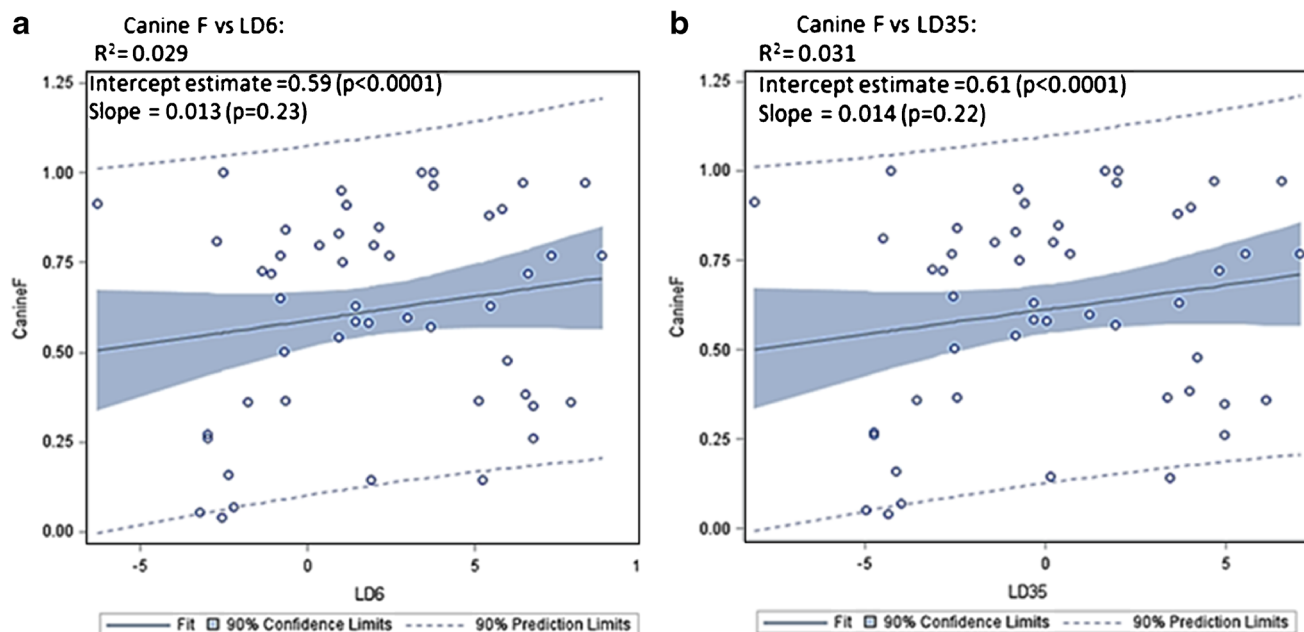 a
Canine F vs LD6:
R²= 0.029
Intercept estimate =0.59 (p<0.0001)
Slope = 0.013 (p=0.23)
1.25
1.00
0.75
0.50
0.25
0.00
CanineF
-5 0 5 1
LD6
Fit 90% Confidence Limits 90% Prediction Limits
b
Canine F vs LD35:
R²= 0.031
Intercept estimate =0.61 (p<0.0001)
Slope = 0.014 (p=0.22)
1.25
1.00
0.75
0.50
0.25
0.00
CanineF
-5 0 5
LD35
Fit 90% Confidence Limits 90% Prediction Limits